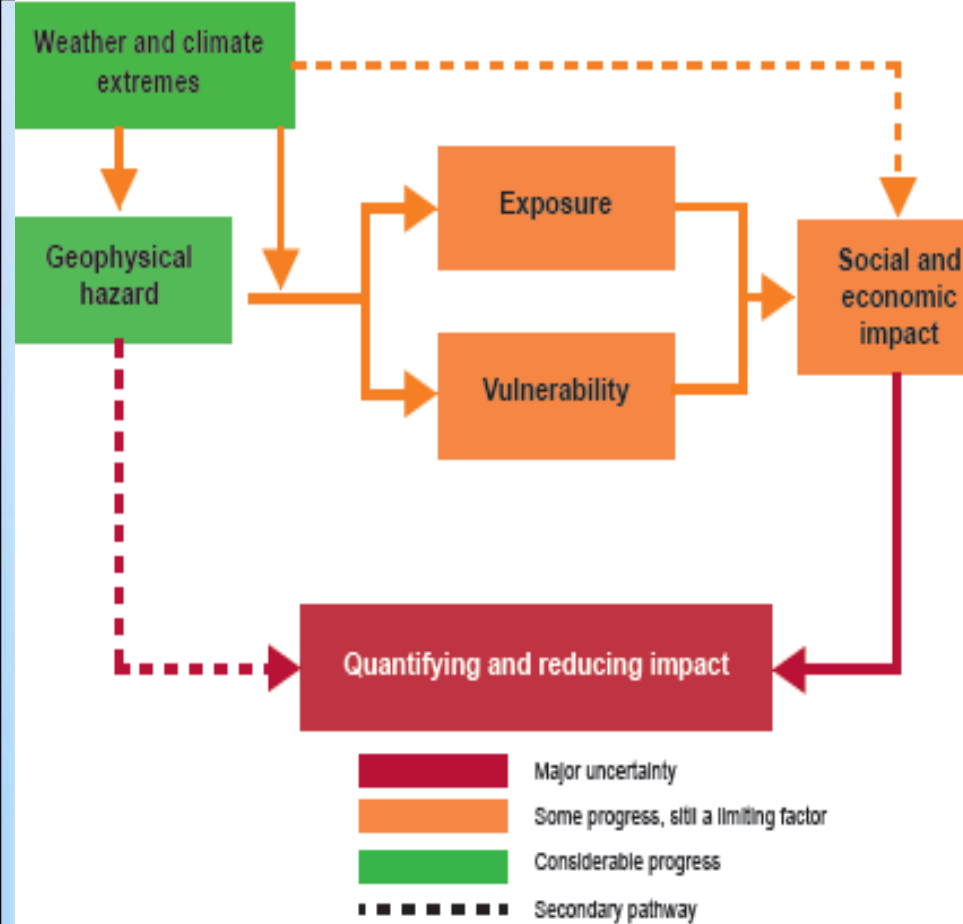 Weather and climate
extremes
Exposure
Geophysical
hazard
Social and
economic
impact
Vulnerability
Quantifying and reducing impact
Major uncertainty
Some progress, sitil a limiting factor
Considerable progress
Secondary pathway